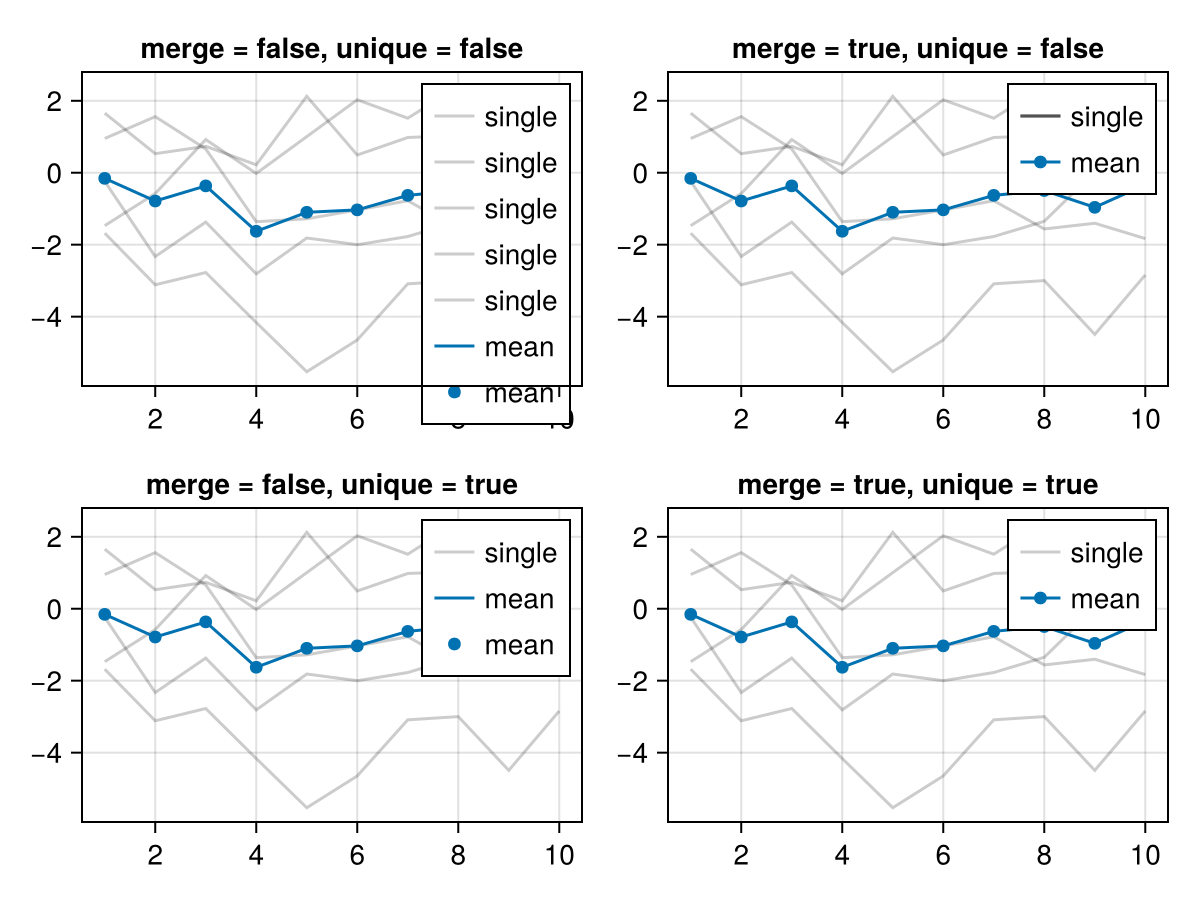 merge = false, unique = false
2
0
−2
−4
single
single
single
single
single
mean
mean
2
4
6
8
10
merge = true, unique = false
2
0
−2
−4
single
mean
2
4
6
8
10
merge = false, unique = true
2
0
−2
−4
single
mean
mean
2
4
6
8
10
merge = true, unique = true
2
0
−2
−4
single
mean
2
4
6
8
10